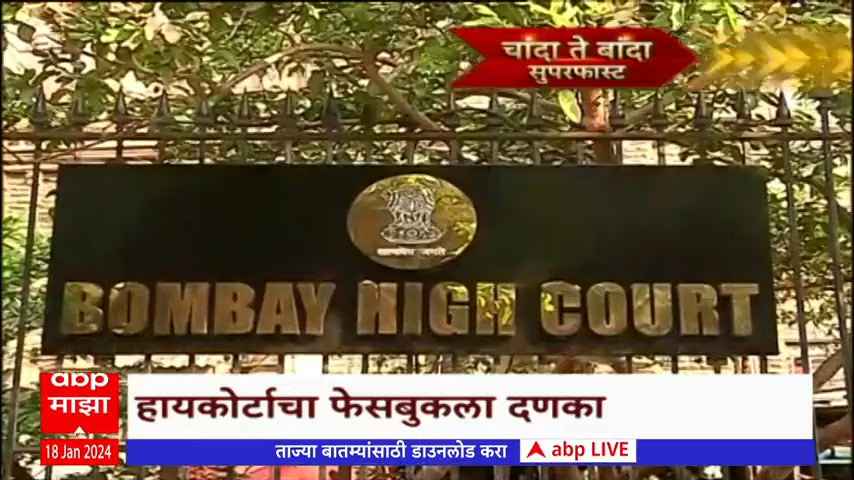 चांदा ते बांदा
सुपरफास्ट
सत्यमेव जयते
BOMBAY HIGH COURT
abp
माझा
हायकोर्टाचा फेसबुकला दणका
18 Jan 2024
ताज्या बातम्यांसाठी डाउनलोड करा
abp LIVE